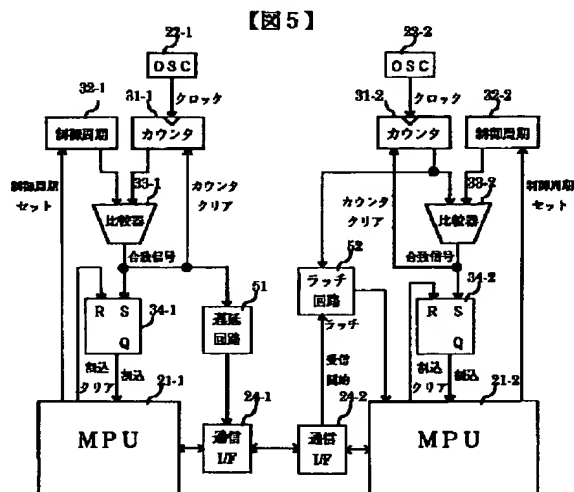 【図5】
22-1
OSC
クロック
32-1
31-1
制御周期
カウンタ
制御周期
セット
33-1
比較器
カウンタ
クリア
合致信号
R S
Q
34-1
51
遅延
回路
割込
クリア
割込
21-1
MPU
24-1
通信
I/F
22-2
OSC
クロック
31-2
32-2
カウンタ
制御周期
カウンタ
クリア
33-2
比較器
制御周期
セット
合致信号
52
ラッチ
回路
ラッチ
受信
開始
34-2
R S
Q
割込
クリア
割込
24-2
通信
I/F
21-2
MPU